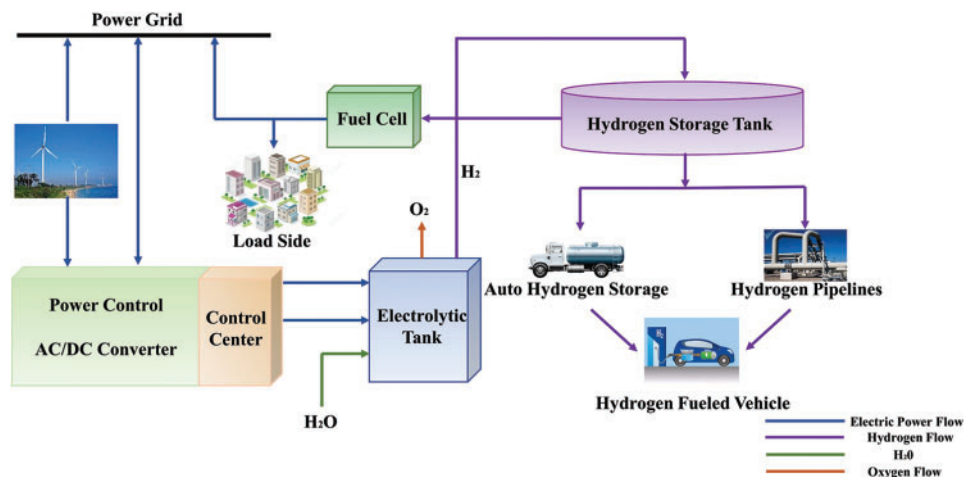 Power Grid
Fuel Cell
Hydrogen Storage Tank
H₂
O₂
Load Side
Auto Hydrogen Storage
Hydrogen Pipelines
Power Control
AC/DC Converter
Control
Center
Electrolytic
Tank
H₂O
H₂
Hydrogen Fueled Vehicle
Electric Power Flow
Hydrogen Flow
H₂0
Oxygen Flow